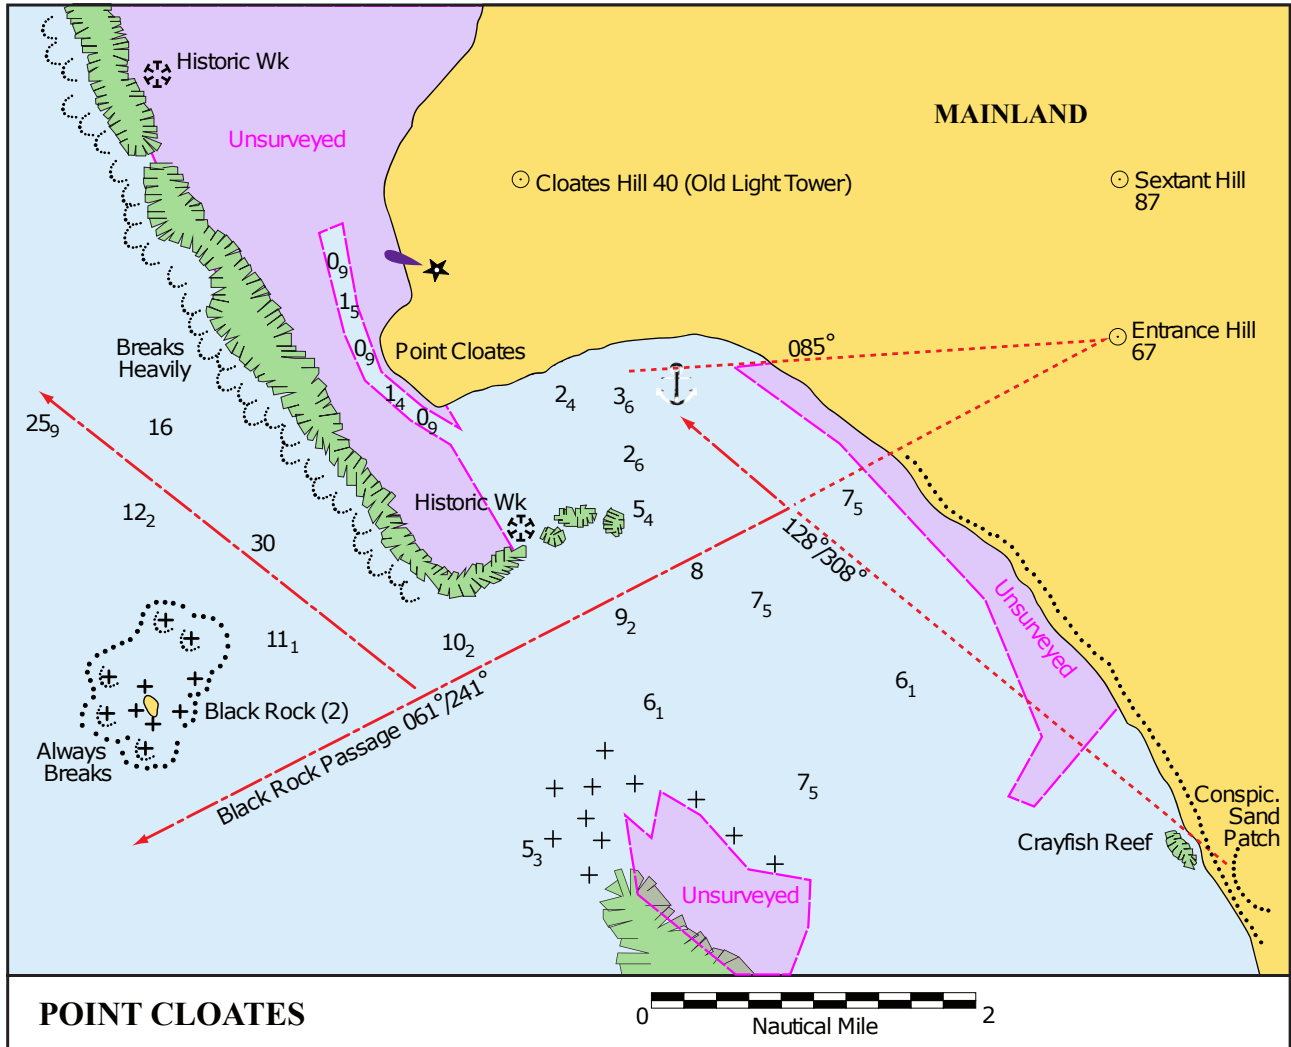 Historic Wk
MAINLAND
Unsurveyed
Cloates Hill 40 (Old Light Tower)
Sextant Hill
87
0₉
1₅
Entrance Hill
67
Breaks
Heavily
0₉
Point Cloates
085°
1₄
0₉
2₄
3₆
25₉
16
2₆
12₂
Historic Wk
5₄
7₅
30
128°/308°
8
7₅
Unsurveyed
9₂
11₁
10₂
6₁
6₁
Black Rock (2)
Always
Breaks
Black Rock Passage 061°/241°
7₅
Conspic.
Sand
Patch
5₃
Crayfish Reef
Unsurveyed
POINT CLOATES
0
2
Nautical Mile